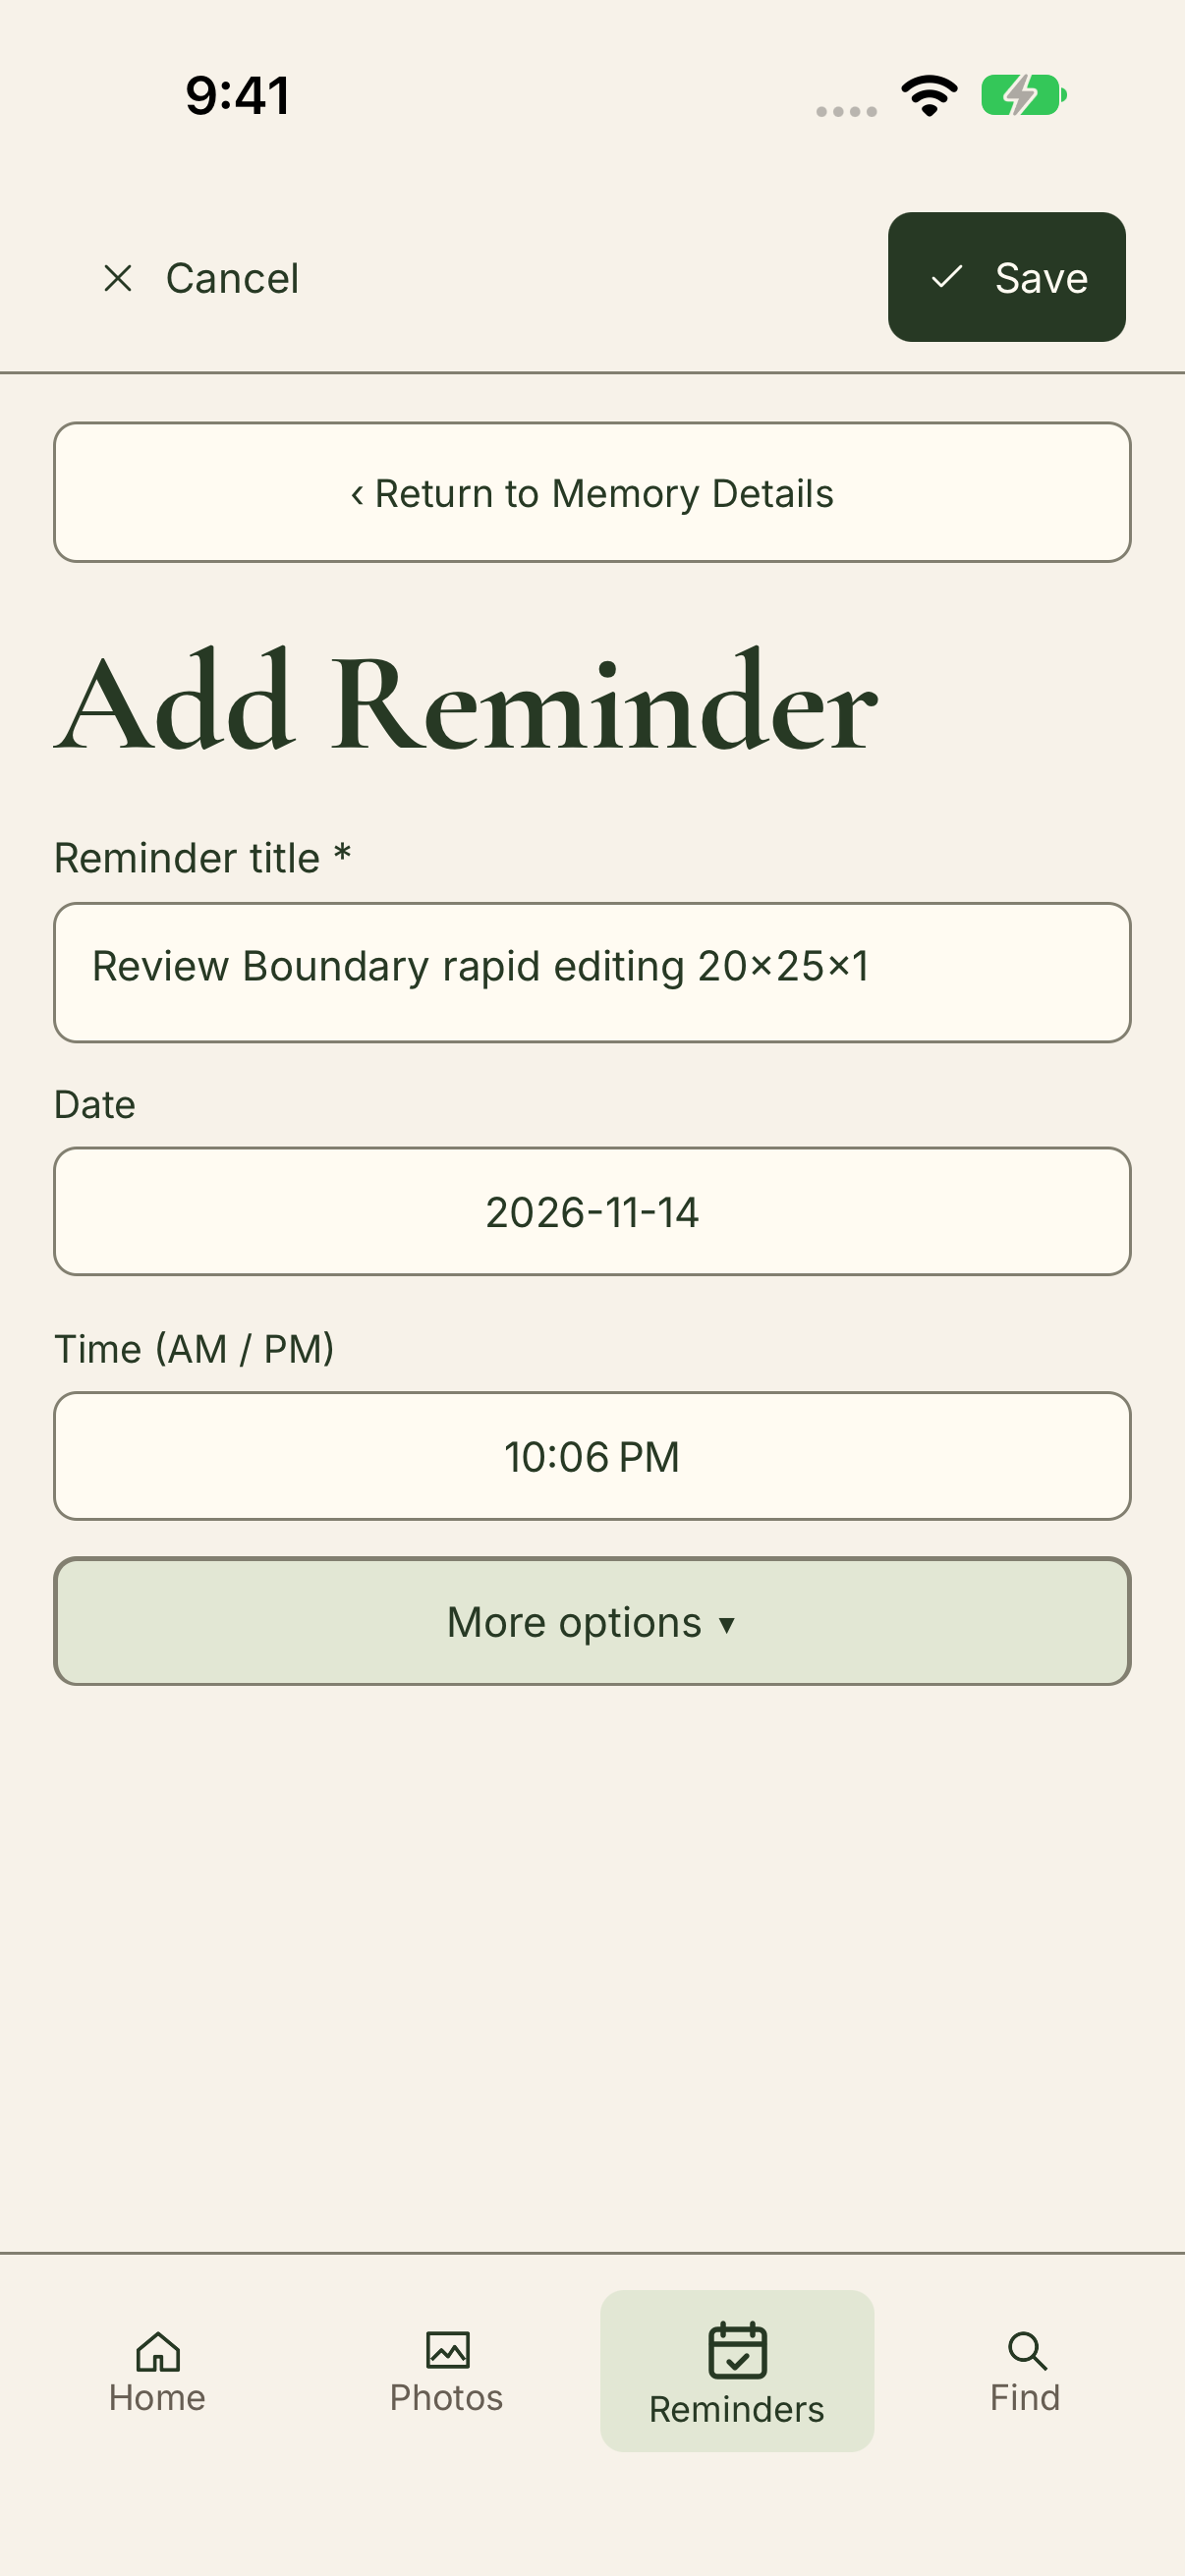 9:41
Cancel
Save
‹ Return to Memory Details
Add Reminder
Reminder title *
Review Boundary rapid editing 20×25×1
Date
2026-11-14
Time (AM / PM)
10:06 PM
More options ▾
Home
Photos
Reminders
Find